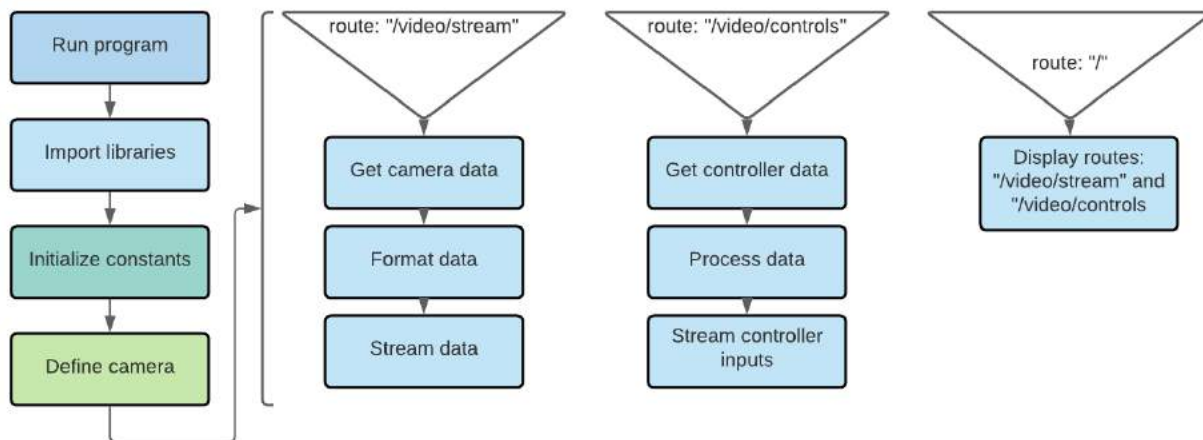 Run program
Import libraries
Initialize constants
Define camera
route: "/video/stream"
Get camera data
Format data
Stream data
route: "/video/controls"
Get controller data
Process data
Stream controller
inputs
route: "/"
Display routes:
"/video/stream" and
"/video/controls